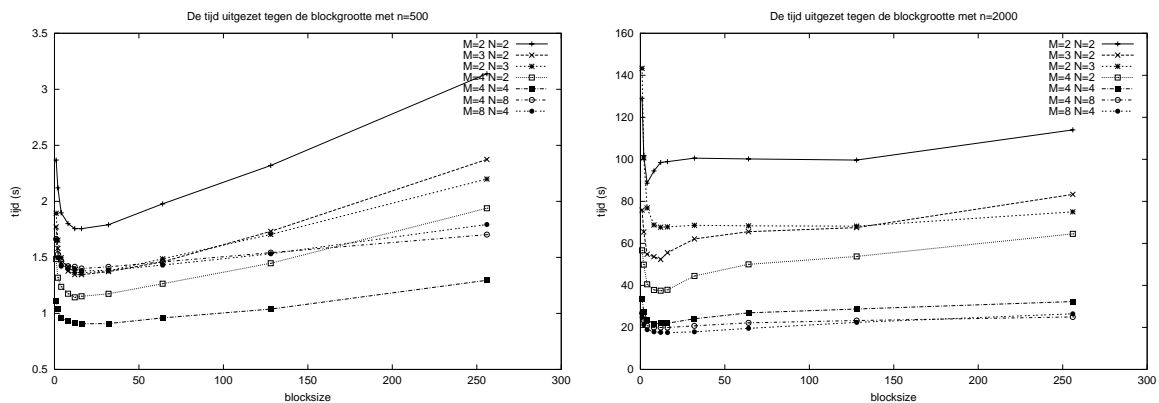 De tijd uitgezet tegen de blockgrootte met n=500
3.5
3
2.5
2
1.5
1
0.5
tijd (s)
0
50
100
150
200
250
300
blocksize
M=2 N=2
M=3 N=2
M=2 N=3
M=4 N=2
M=4 N=4
M=4 N=8
M=8 N=4
De tijd uitgezet tegen de blockgrootte met n=2000
160
140
120
100
80
60
40
20
0
tijd (s)
0
50
100
150
200
250
300
blocksize
M=2 N=2
M=3 N=2
M=2 N=3
M=4 N=2
M=4 N=4
M=4 N=8
M=8 N=4